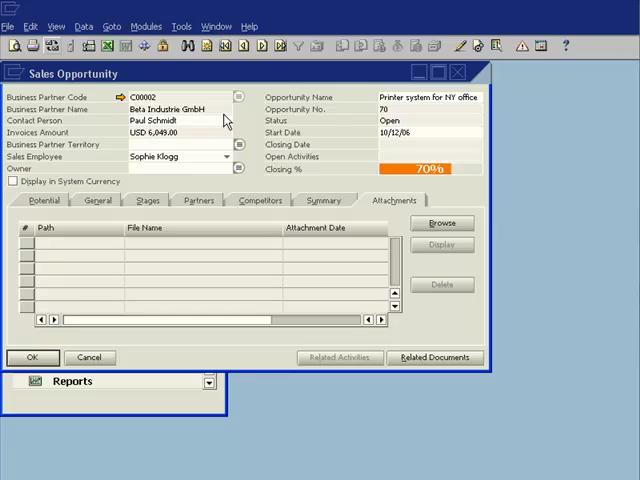 File Edit View Data Goto Modules Tools Window Help
Sales Opportunity
Business Partner Code C00002 Opportunity Name Printer system for NY office
Business Partner Name Beta Industrie GmbH Opportunity No. 70
Contact Person Paul Schmidt Status Open
Invoices Amount USD 6,049.00 Start Date 10/12/06
Business Partner Territory Closing Date
Sales Employee Sophie Klogg Open Activities
Owner Closing % 70%
Display in System Currency
Potential General Stages Partners Competitors Summary Attachments
# Path File Name Attachment Date Browse
Display
Delete
OK Cancel Related Activities Related Documents
Reports